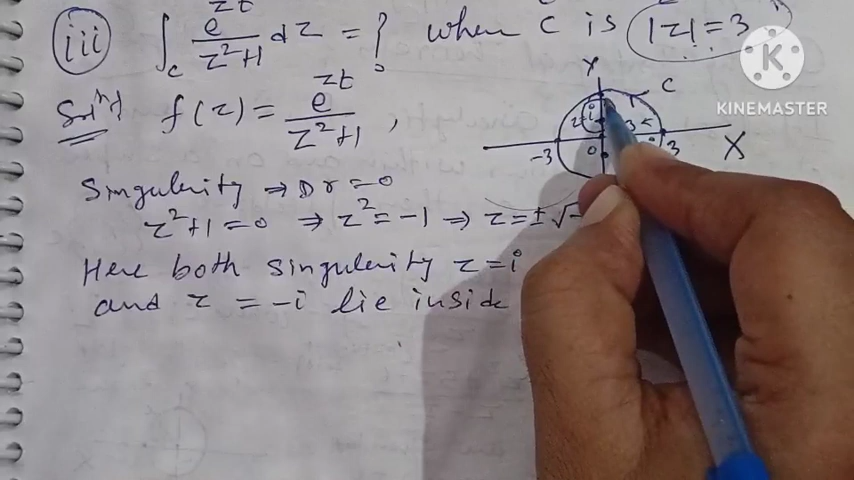 (iii) ∫_C e^{zt}/(z²+1) dz = ? when C is |z| = 3
Y
C
Solⁿ f(z) = e^{zt}/(z²+1),
KINEMASTER
-3 0 3 X
Singularity ⇒ Dr = 0
z²+1 = 0 ⇒ z² = -1 ⇒ z = ± √-
Here both singularity z = i
and z = -i lie inside